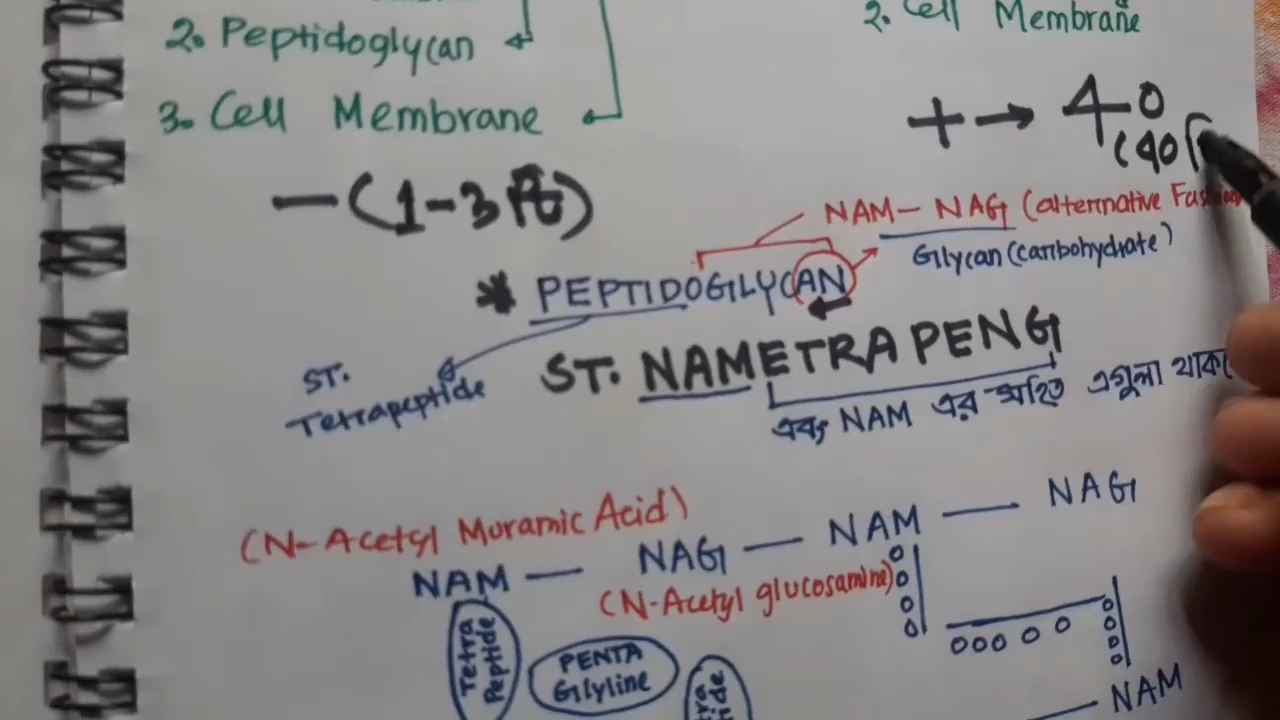 2. Peptidoglycan
2. Cell Membrane
3. Cell Membrane
+ → 40
(40 টি
– (1-3 টি)
NAM – NAG (alternative Fashion
Glycan (carbohydrate)
* PEPTIDOGLYCAN
ST. NAMETRAPENG
ST.
Tetrapeptide
এবং NAM এর সহিত এগুলা থাকে
(N-Acetyl Muramic Acid)
NAM — NAG — NAM — NAG
(N-Acetyl glucosamine)
Tetra
Peptide
PENTA
Glyline
NAM